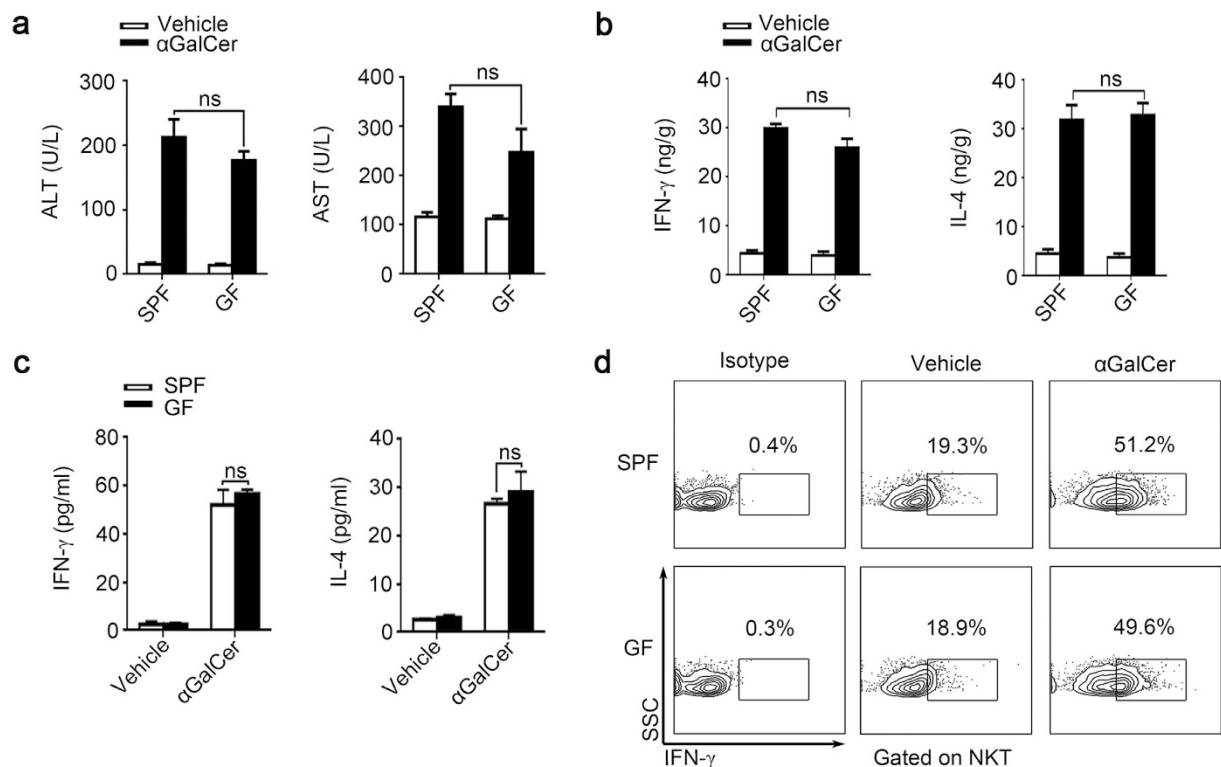 a
Vehicle
αGalCer
ALT (U/L)
300
200
100
0
ns
SPF
GF
AST (U/L)
400
300
200
100
0
ns
SPF
GF
b
Vehicle
αGalCer
IFN-γ (ng/g)
40
30
20
10
0
ns
SPF
GF
IL-4 (ng/g)
40
30
20
10
0
ns
SPF
GF
c
SPF
GF
IFN-γ (pg/ml)
80
60
40
20
0
ns
Vehicle
αGalCer
IL-4 (pg/ml)
40
30
20
10
0
ns
Vehicle
αGalCer
d
Isotype Vehicle αGalCer
SPF
0.4% 19.3% 51.2%
GF
0.3% 18.9% 49.6%
SSC
IFN-γ
Gated on NKT